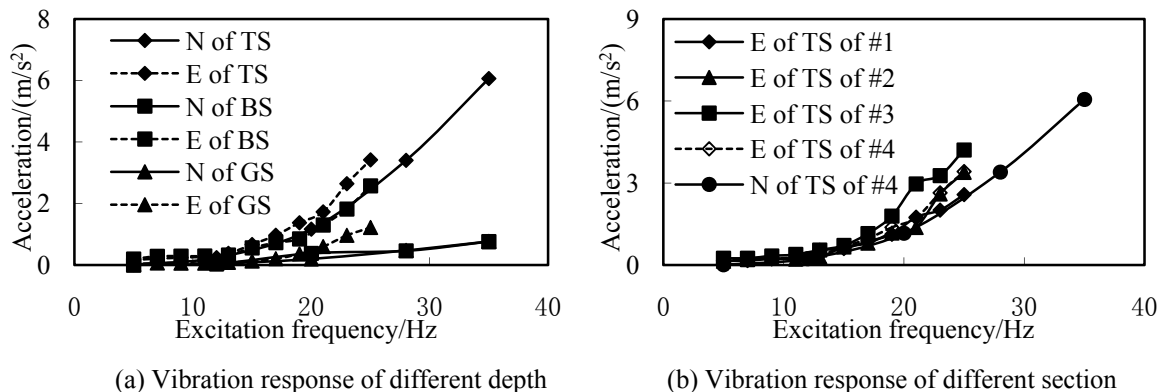 8
6
4
2
0
Acceleration/(m/s²)
N of TS
E of TS
N of BS
E of BS
N of GS
E of GS
0 10 20 30 40
Excitation frequency/Hz
(a) Vibration response of different depth
9
6
3
0
Acceleration/(m/s²)
E of TS of #1
E of TS of #2
E of TS of #3
E of TS of #4
N of TS of #4
0 10 20 30 40
Excitation frequency/Hz
(b) Vibration response of different section